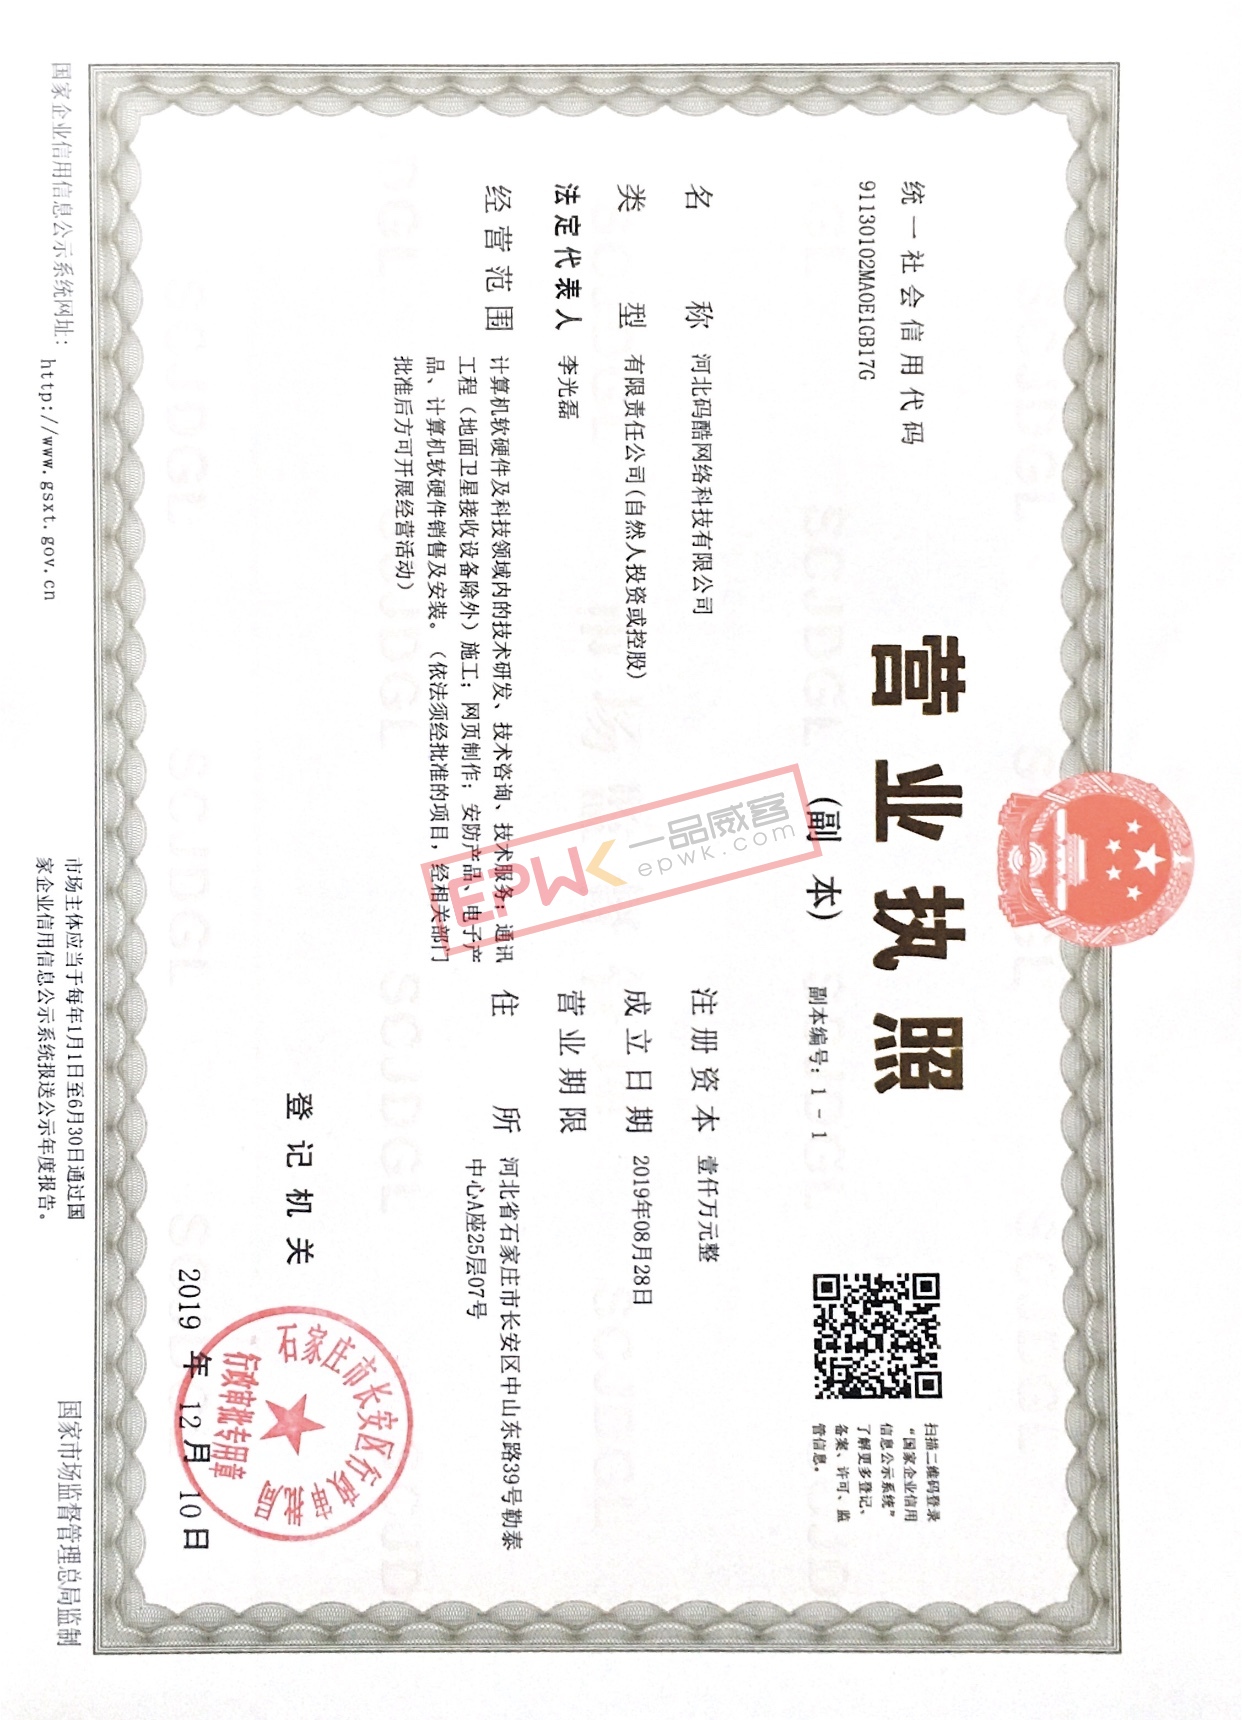 营业执照
(副 本)
副本编号：1 - 1
统一社会信用代码
91130102MA0E1GB17G
扫描二维码登录
“国家企业信用
信息公示系统”
了解更多登记、
备案、许可、监
管信息。
名 称 河北码酷网络科技有限公司
类 型 有限责任公司(自然人投资或控股)
法定代表人 李光磊
经营范围 计算机软硬件及科技领域内的技术研发、技术咨询、技术服务；通讯
工程（地面卫星接收设备除外）施工；网页制作；安防产品、电子产
品、计算机软硬件销售及安装。（依法须经批准的项目，经相关部门
批准后方可开展经营活动）
注册资本 壹仟万元整
成立日期 2019年08月28日
营业期限
住 所 河北省石家庄市长安区中山东路39号勒泰
中心A座25层07号
登记机关
石家庄市长安区行政审批局
行政审批专用章
2019 年 12 月 10 日
EPWK 一品威客
epwk.com
国家企业信用信息公示系统网址： http://www.gsxt.gov.cn
市场主体应当于每年1月1日至6月30日通过国
家企业信用信息公示系统报送公示年度报告。
国家市场监督管理总局监制